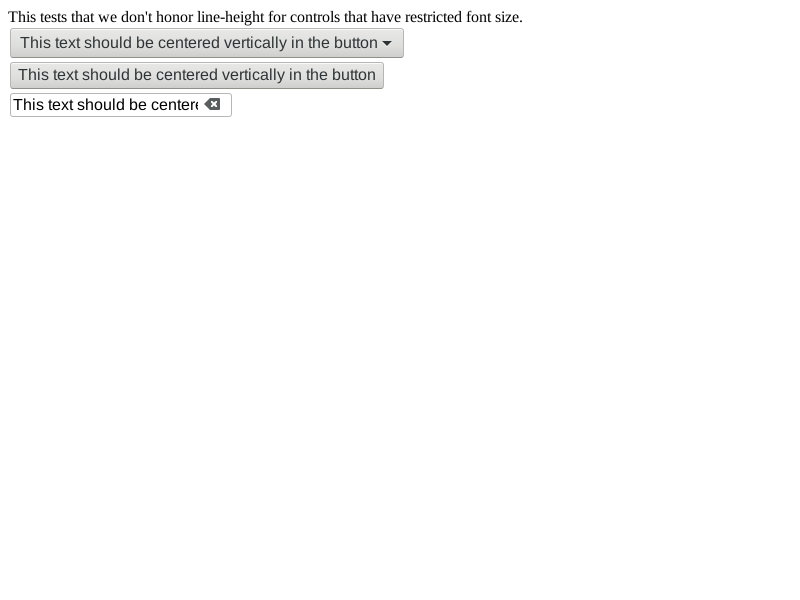 This tests that we don't honor line-height for controls that have restricted font size.
This text should be centered vertically in the button
This text should be centered vertically in the button
This text should be center